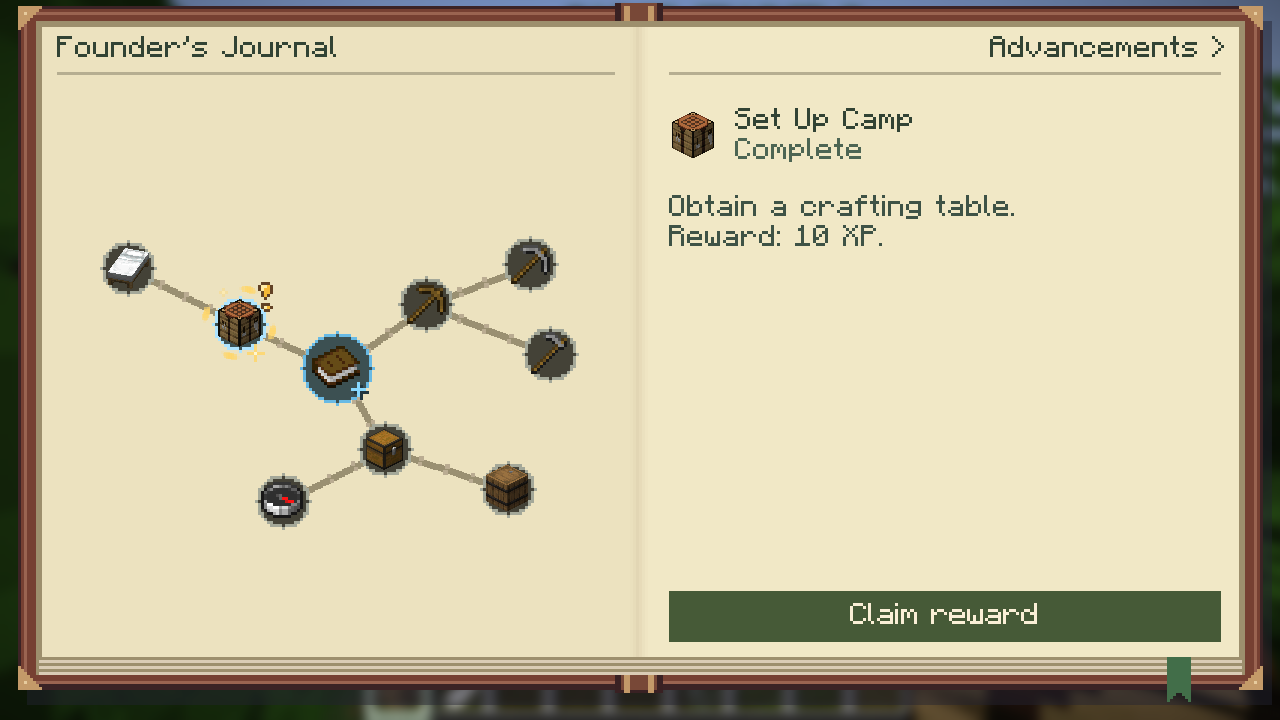 Founder's Journal
Advancements >
Set Up Camp
Complete
Obtain a crafting table.
Reward: 10 XP.
Claim reward